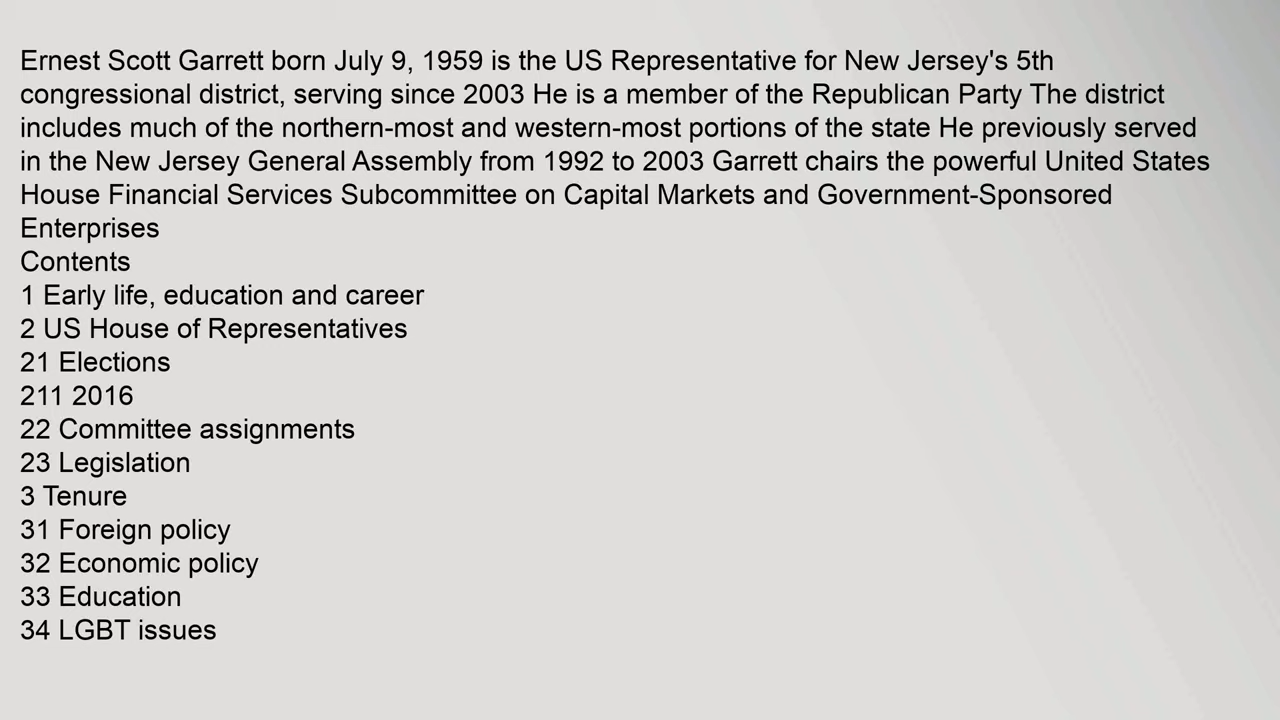 Ernest Scott Garrett born July 9, 1959 is the US Representative for New Jersey's 5th
congressional district, serving since 2003 He is a member of the Republican Party The district
includes much of the northern-most and western-most portions of the state He previously served
in the New Jersey General Assembly from 1992 to 2003 Garrett chairs the powerful United States
House Financial Services Subcommittee on Capital Markets and Government-Sponsored
Enterprises
Contents
1 Early life, education and career
2 US House of Representatives
21 Elections
211 2016
22 Committee assignments
23 Legislation
3 Tenure
31 Foreign policy
32 Economic policy
33 Education
34 LGBT issues